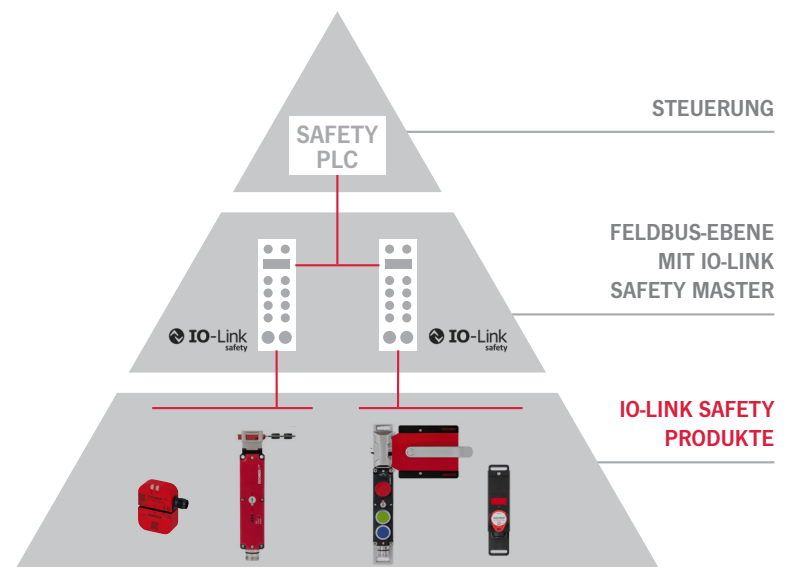 STEUERUNG
SAFETY
PLC
FELDBUS-EBENE
MIT IO-LINK
SAFETY MASTER
IO-Link
safety
IO-Link
safety
IO-LINK SAFETY
PRODUKTE